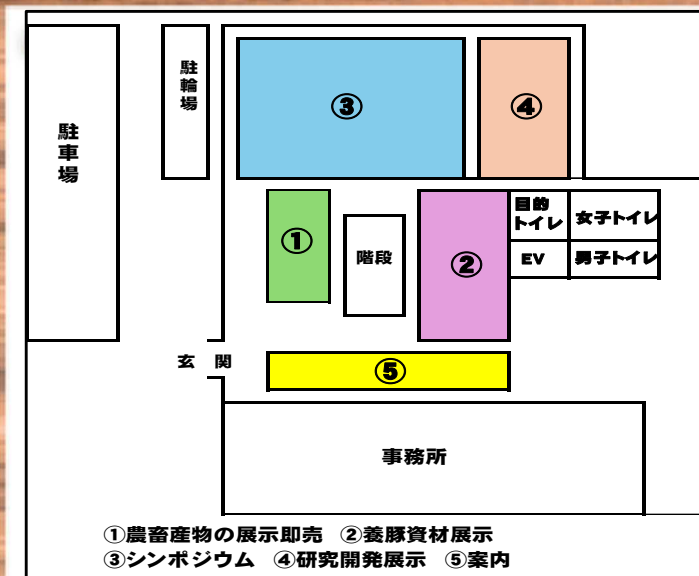 駐車場
駐輪場
③
④
①
階段
②
目的
トイレ
女子トイレ
EV
男子トイレ
玄 関
⑤
事務所
①農畜産物の展示即売 ②養豚資材展示
③シンポジウム ④研究開発展示 ⑤案内